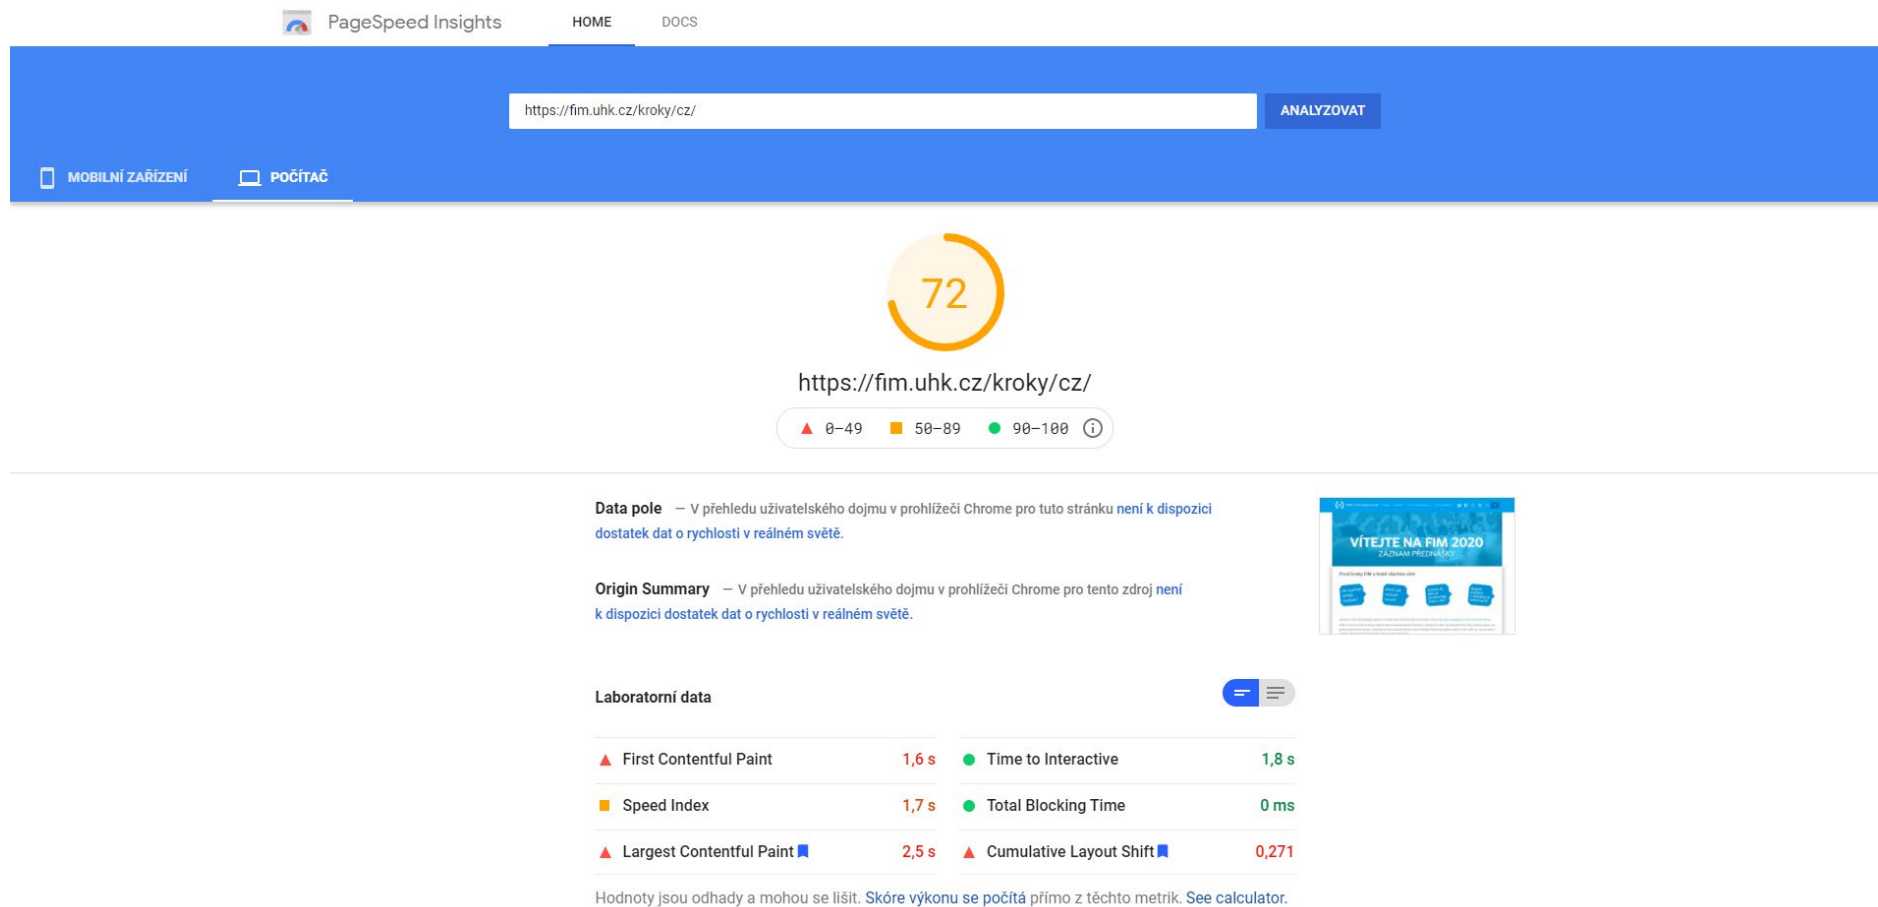 PageSpeed Insights
HOME
DOCS
https://fim.uhk.cz/kroky/cz/
ANALYZOVAT
MOBILNÍ ZAŘÍZENÍ
POČÍTAČ
72
https://fim.uhk.cz/kroky/cz/
0–49 50–89 90–100
Data pole — V přehledu uživatelského dojmu v prohlížeči Chrome pro tuto stránku není k dispozici
dostatek dat o rychlosti v reálném světě.
VÍTEJTE NA FIM 2020
ZÁZNAM PŘEDNÁŠKY
Origin Summary — V přehledu uživatelského dojmu v prohlížeči Chrome pro tento zdroj není
k dispozici dostatek dat o rychlosti v reálném světě.
Laboratorní data
First Contentful Paint 1,6 s
Time to Interactive 1,8 s
Speed Index 1,7 s
Total Blocking Time 0 ms
Largest Contentful Paint 2,5 s
Cumulative Layout Shift 0,271
Hodnoty jsou odhady a mohou se lišit. Skóre výkonu se počítá přímo z těchto metrik. See calculator.